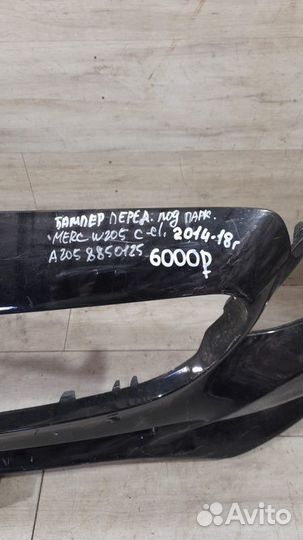 БАМПЕР ПЕРЕД. ПОД ПАРК.
MERC W205 C-cl. 2014-18г
A205 8850125 6000₽
Avito